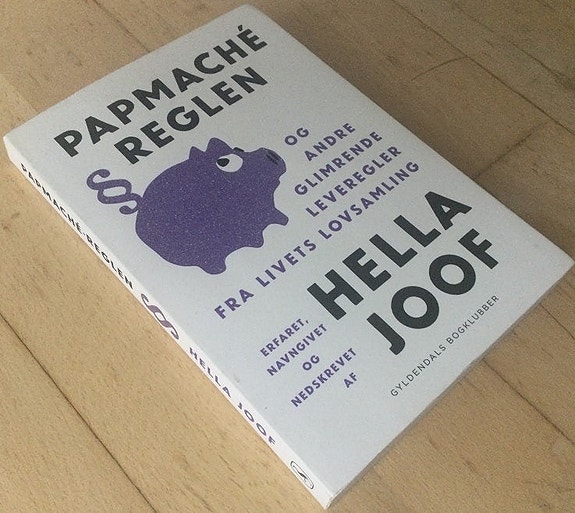 PAPMACHÉ
REGLEN
§
OG
ANDRE
GLIMRENDE
LEVEREGLER
FRA LIVETS LOVSAMLING
ERFARET,
NAVNGIVET
OG
NEDSKREVET
AF
HELLA
JOOF
GYLDENDALS BOGKLUBBER
PAPMACHÉ-REGLEN § HELLA JOOF